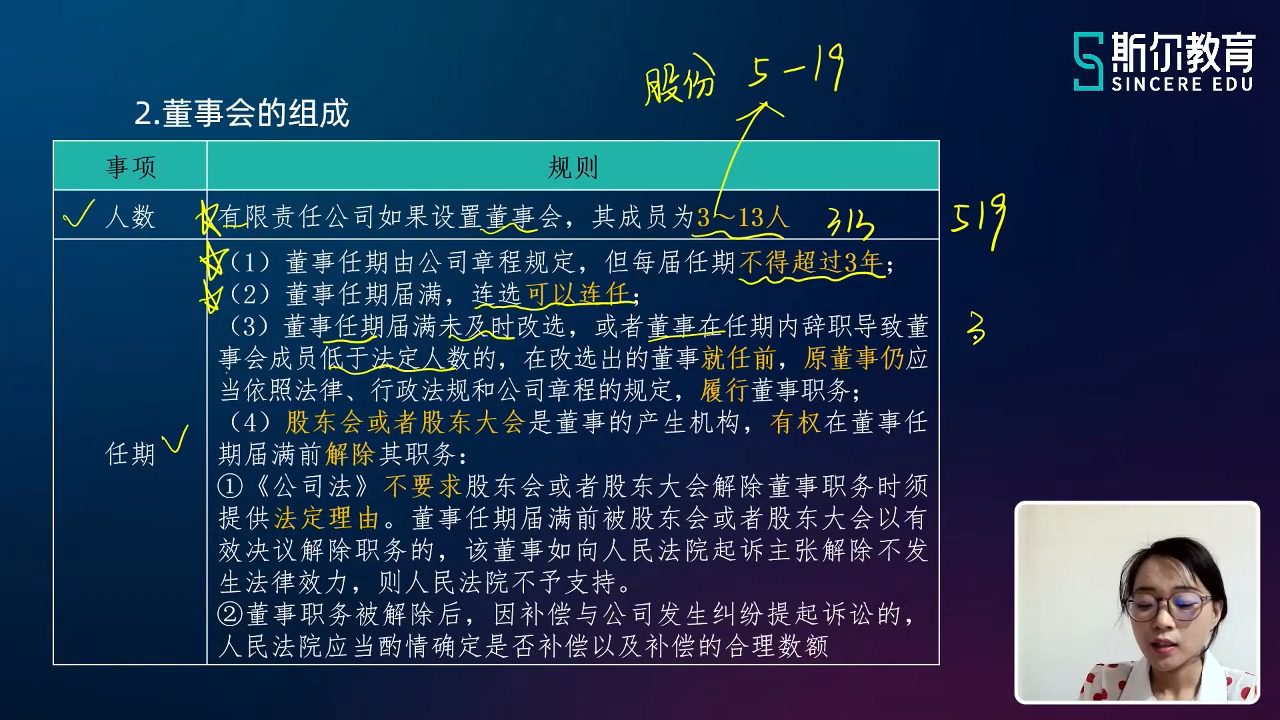 斯尔教育
SINCERE EDU
股份 5-19
2.董事会的组成
事项
规则
人数
有限责任公司如果设置董事会，其成员为3～13人
313
519
（1）董事任期由公司章程规定，但每届任期不得超过3年；
（2）董事任期届满，连选可以连任；
（3）董事任期届满未及时改选，或者董事在任期内辞职导致董
事会成员低于法定人数的，在改选出的董事就任前，原董事仍应
当依照法律、行政法规和公司章程的规定，履行董事职务；
3
任期
（4）股东会或者股东大会是董事的产生机构，有权在董事任
期届满前解除其职务：
①《公司法》不要求股东会或者股东大会解除董事职务时须
提供法定理由。董事任期届满前被股东会或者股东大会以有
效决议解除职务的，该董事如向人民法院起诉主张解除不发
生法律效力，则人民法院不予支持。
②董事职务被解除后，因补偿与公司发生纠纷提起诉讼的，
人民法院应当酌情确定是否补偿以及补偿的合理数额